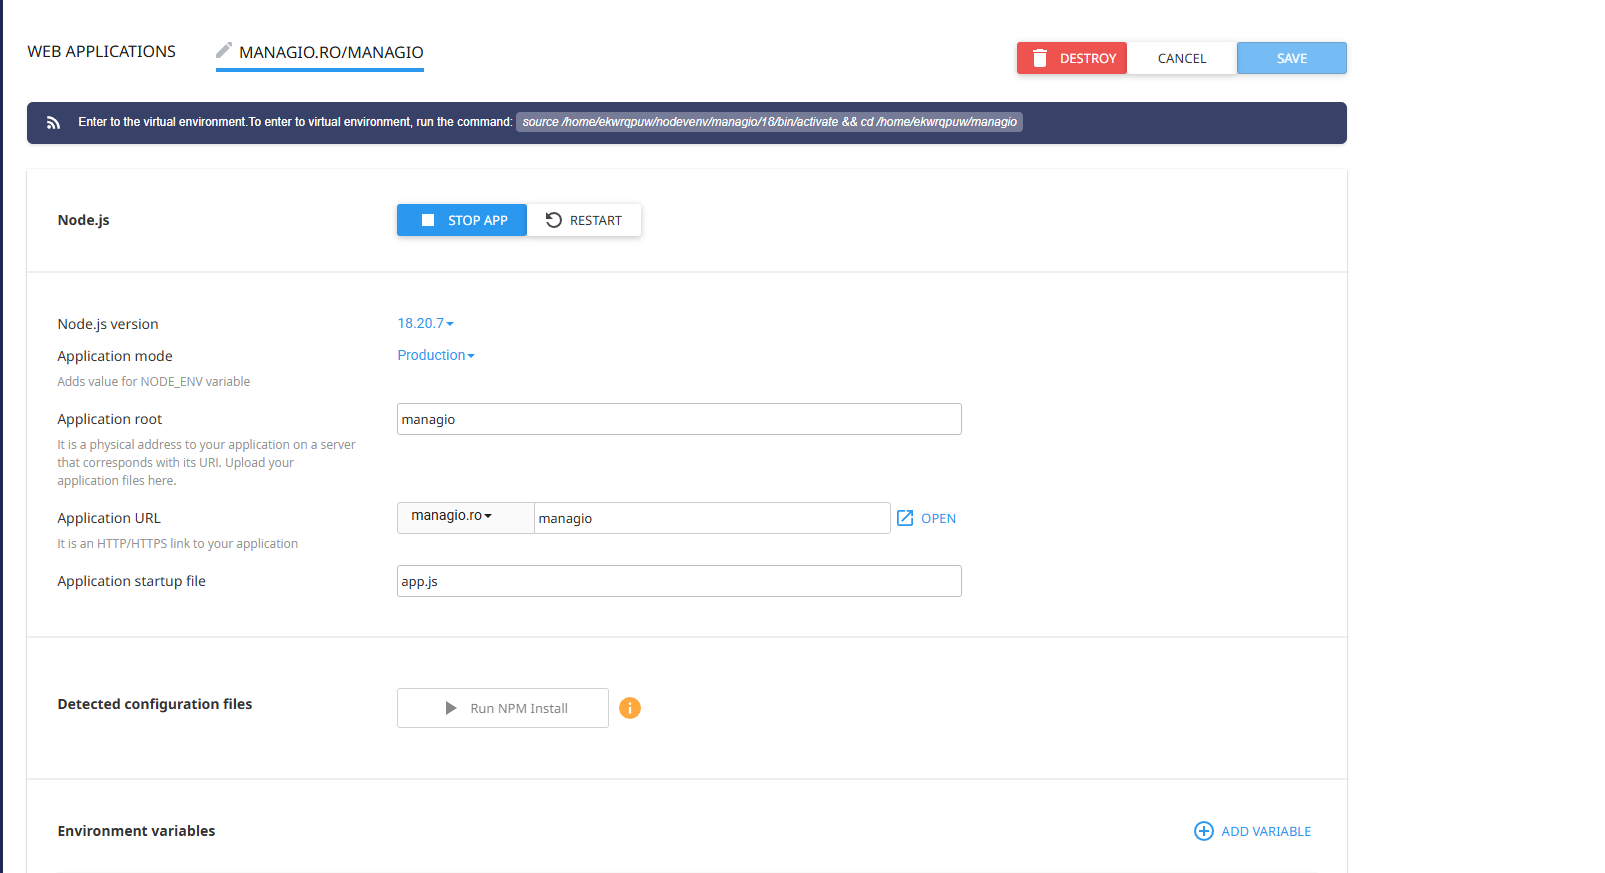 WEB APPLICATIONS
MANAGIO.RO/MANAGIO
DESTROY
CANCEL
SAVE
Enter to the virtual environment.To enter to virtual environment, run the command: source /home/ekwrqpuw/nodevenv/managio/18/bin/activate && cd /home/ekwrqpuw/managio
Node.js
STOP APP
RESTART
Node.js version
18.20.7
Application mode
Production
Adds value for NODE_ENV variable
Application root
managio
It is a physical address to your application on a server
that corresponds with its URI. Upload your
application files here.
Application URL
managio.ro
managio
OPEN
It is an HTTP/HTTPS link to your application
Application startup file
app.js
Detected configuration files
Run NPM Install
Environment variables
ADD VARIABLE